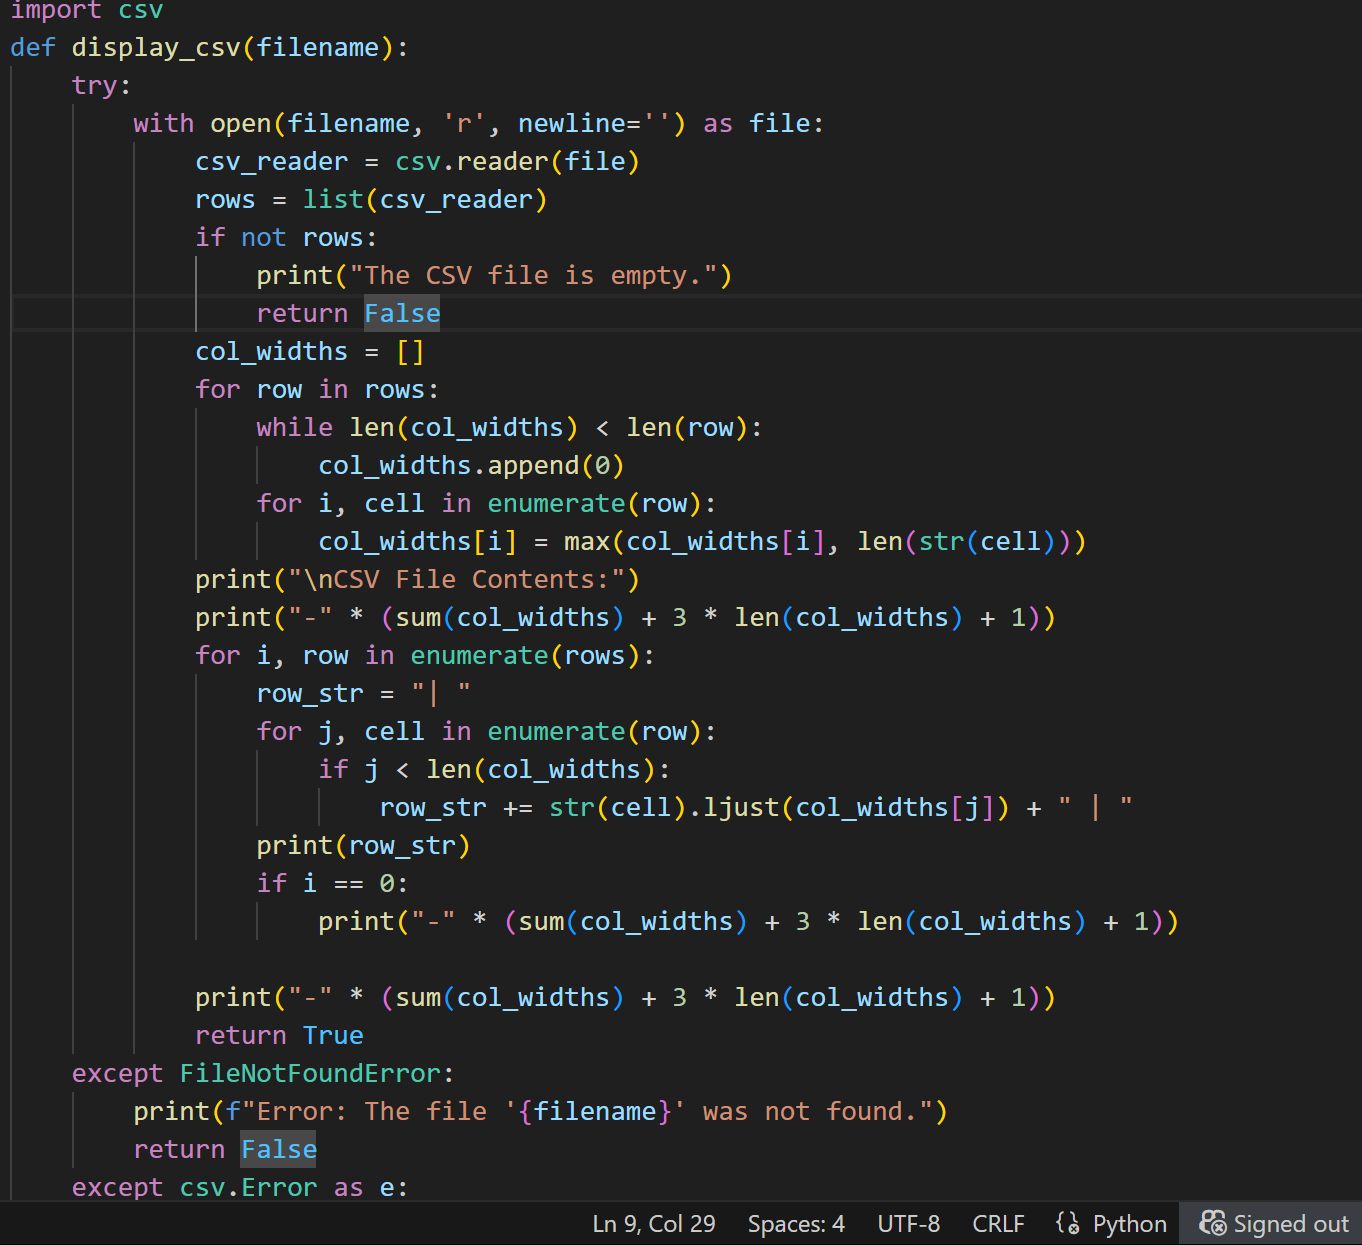 import csv
def display_csv(filename):
    try:
        with open(filename, 'r', newline='') as file:
            csv_reader = csv.reader(file)
            rows = list(csv_reader)
            if not rows:
                print("The CSV file is empty.")
                return False
            col_widths = []
            for row in rows:
                while len(col_widths) < len(row):
                    col_widths.append(0)
                for i, cell in enumerate(row):
                    col_widths[i] = max(col_widths[i], len(str(cell)))
            print("\nCSV File Contents:")
            print("-" * (sum(col_widths) + 3 * len(col_widths) + 1))
            for i, row in enumerate(rows):
                row_str = "| "
                for j, cell in enumerate(row):
                    if j < len(col_widths):
                        row_str += str(cell).ljust(col_widths[j]) + " | "
                print(row_str)
                if i == 0:
                    print("-" * (sum(col_widths) + 3 * len(col_widths) + 1))

            print("-" * (sum(col_widths) + 3 * len(col_widths) + 1))
            return True
    except FileNotFoundError:
        print(f"Error: The file '{filename}' was not found.")
        return False
    except csv.Error as e:
Ln 9, Col 29 Spaces: 4 UTF-8 CRLF Python Signed out